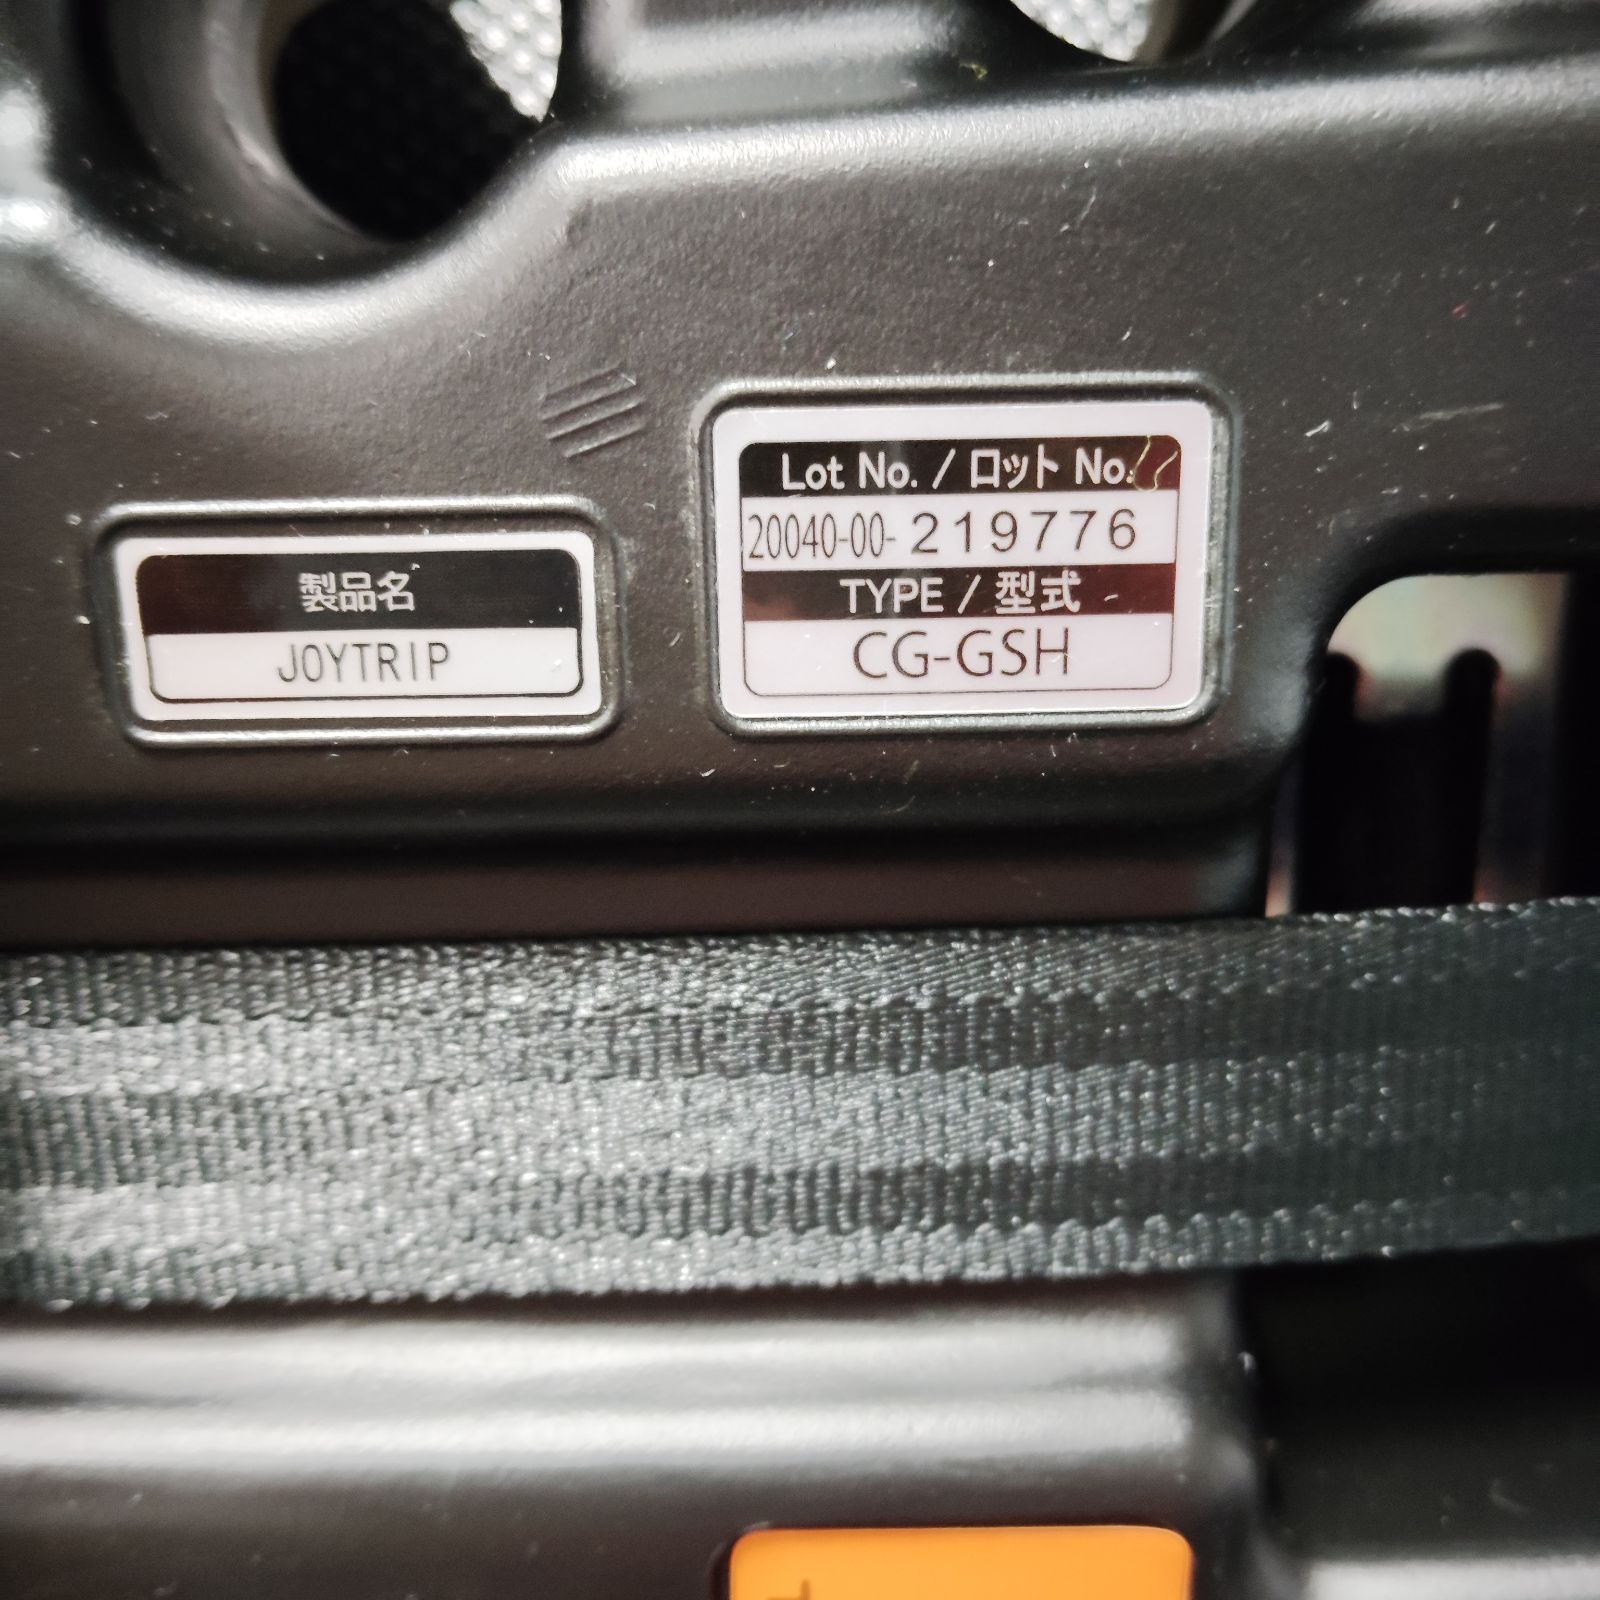 製品名
JOYTRIP
Lot No. / ロット No.
20040-00-219776
TYPE / 型式
CG-GSH